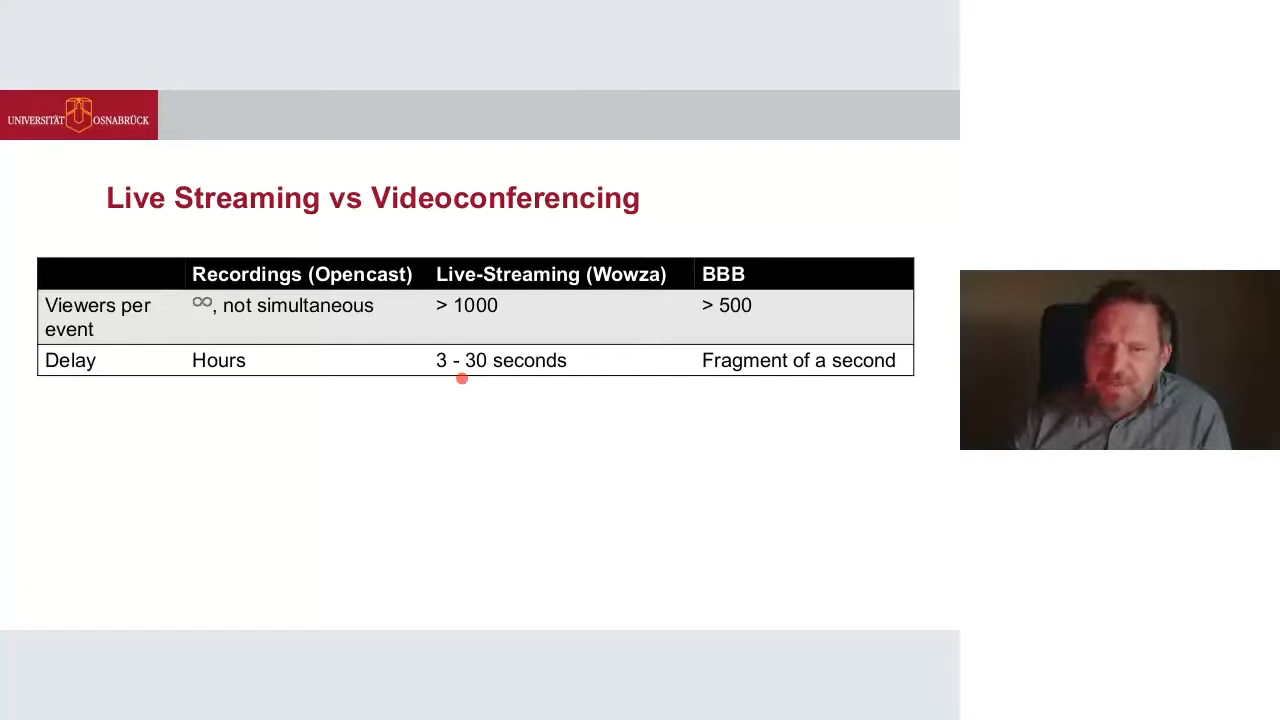 UNIVERSITÄT OSNABRÜCK
Live Streaming vs Videoconferencing
Recordings (Opencast) Live-Streaming (Wowza) BBB
Viewers per event ∞, not simultaneous > 1000 > 500
Delay Hours 3 - 30 seconds Fragment of a second